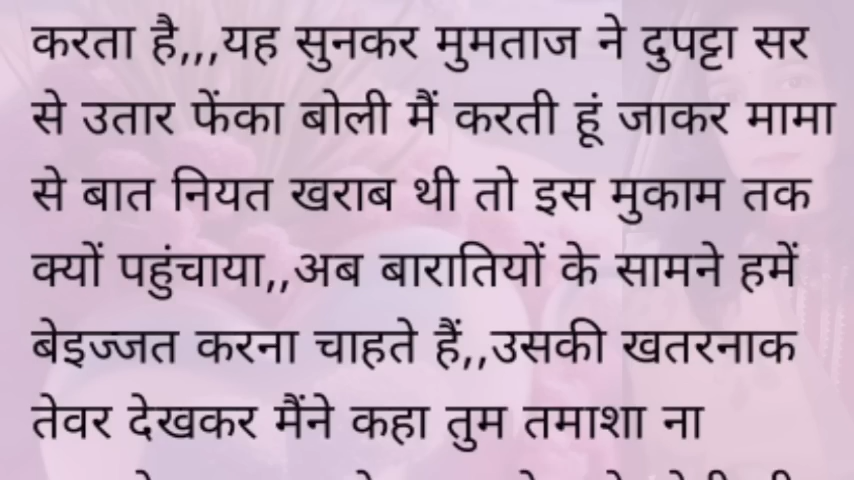 करता है,,,यह सुनकर मुमताज ने दुपट्टा सर
से उतार फेंका बोली मैं करती हूं जाकर मामा
से बात नियत खराब थी तो इस मुकाम तक
क्यों पहुंचाया,,अब बारातियों के सामने हमें
बेइज्जत करना चाहते हैं,,उसकी खतरनाक
तेवर देखकर मैंने कहा तुम तमाशा ना